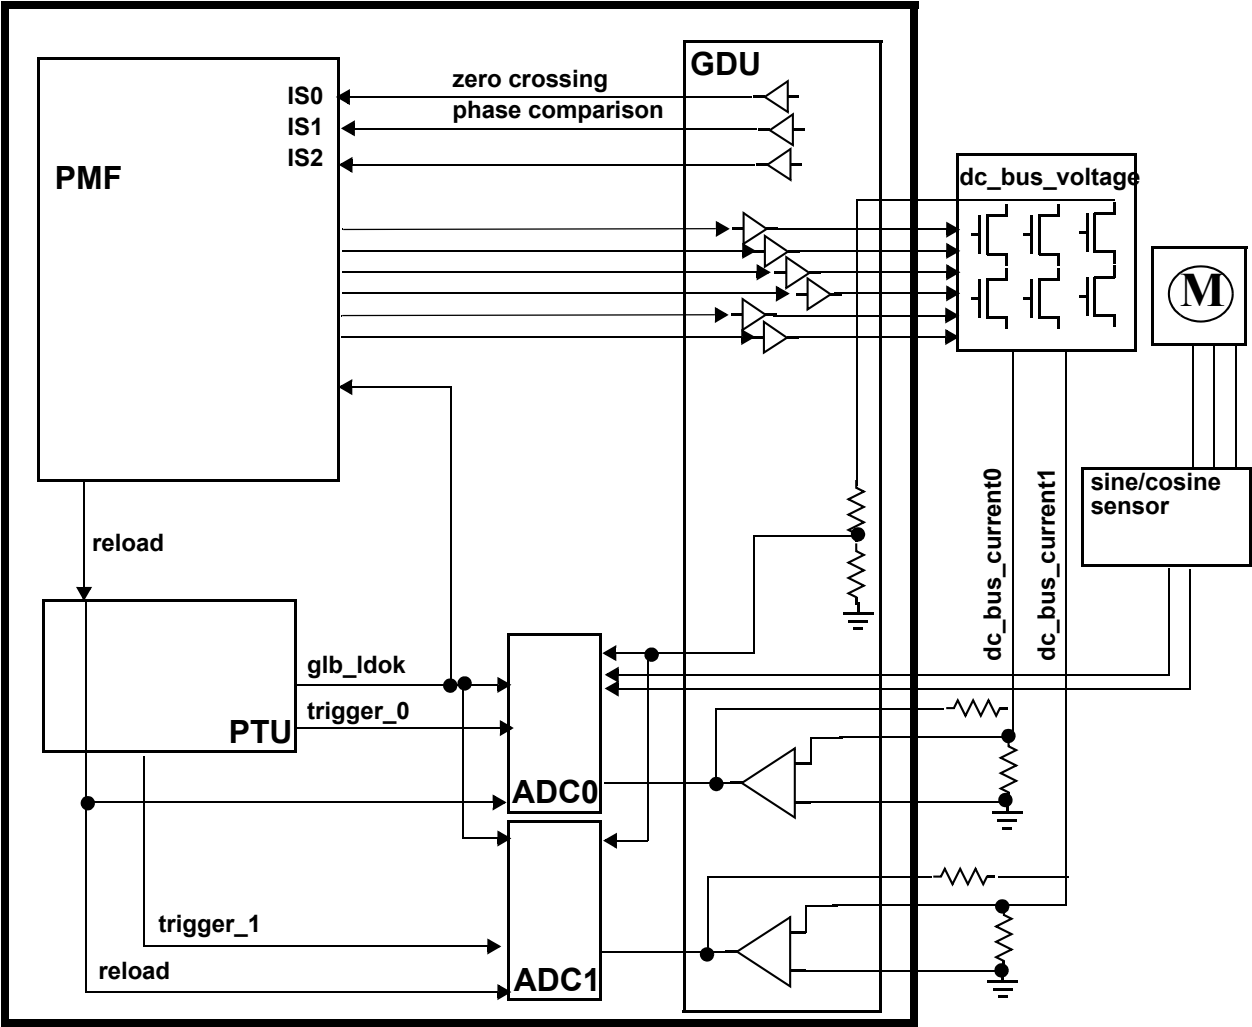 GDU
zero crossing
phase comparison
IS0
IS1
IS2
PMF
dc_bus_voltage
M
sine/cosine
sensor
dc_bus_current0
dc_bus_current1
reload
glb_ldok
trigger_0
PTU
ADC0
trigger_1
reload
ADC1